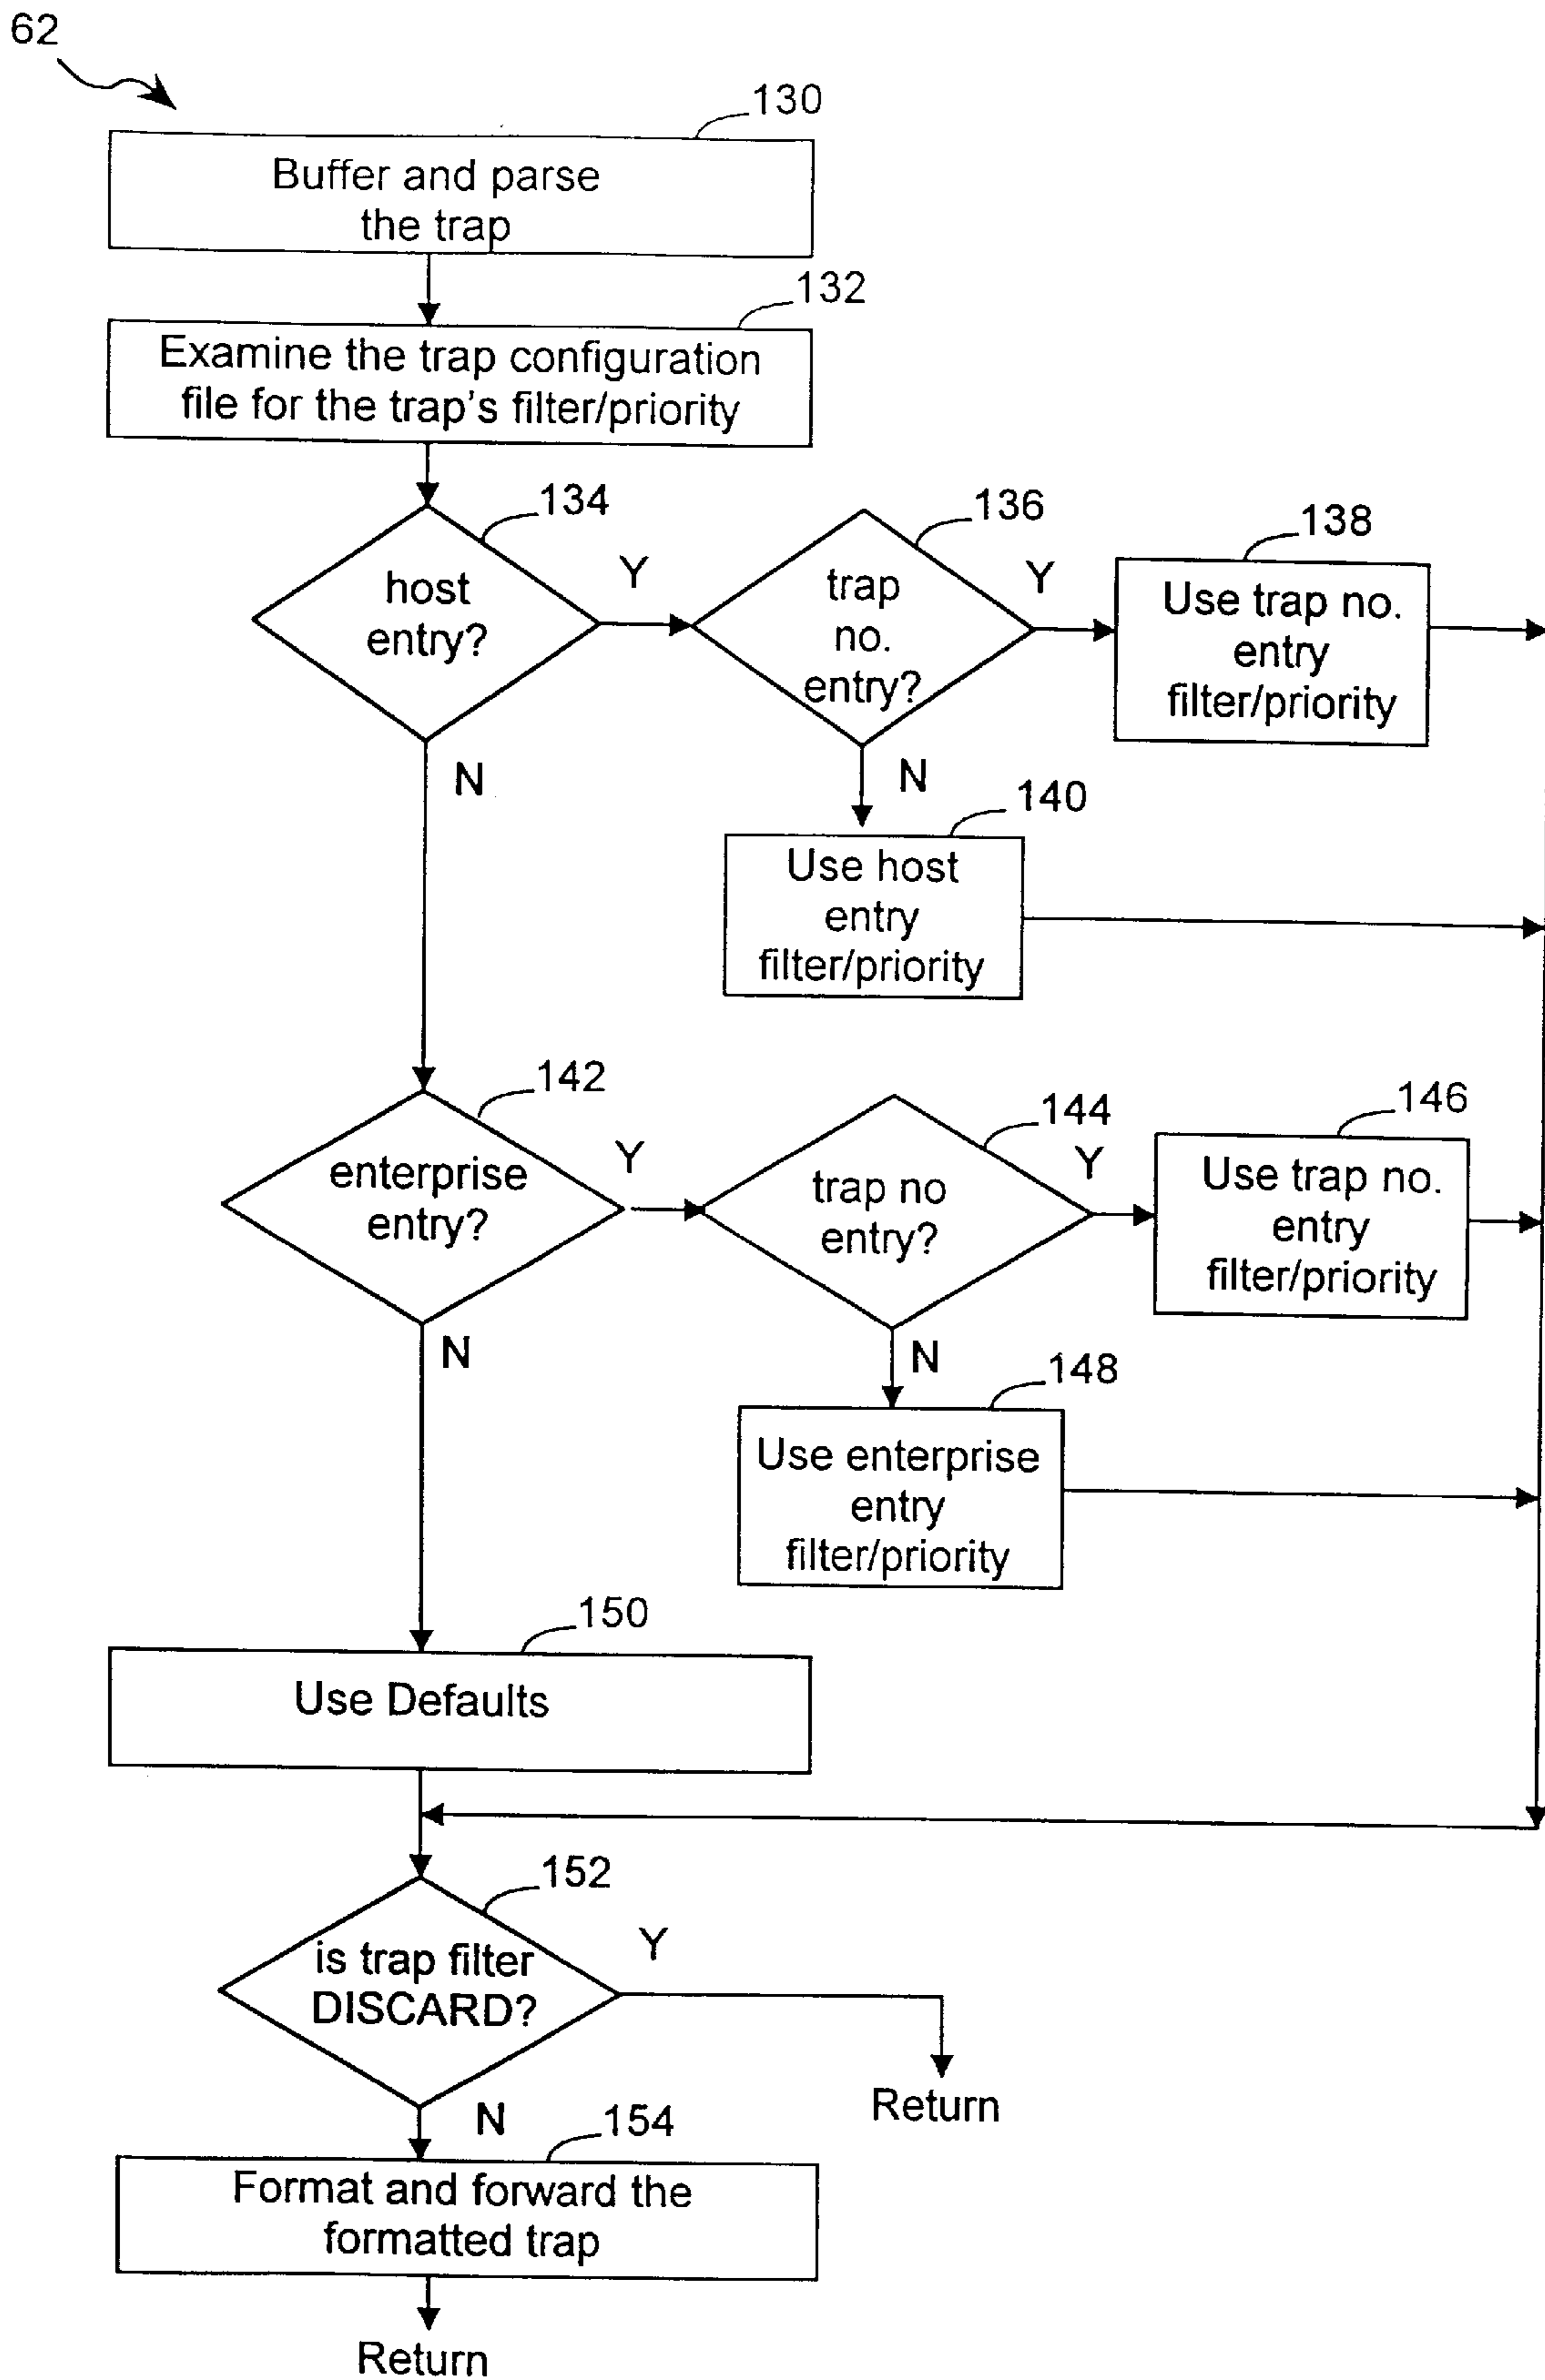 62
130
Buffer and parse
the trap
132
Examine the trap configuration
file for the trap's filter/priority
134
host
entry?
Y
N
136
trap
no.
entry?
Y
N
138
Use trap no.
entry
filter/priority
140
Use host
entry
filter/priority
142
enterprise
entry?
Y
N
144
trap no
entry?
Y
N
146
Use trap no.
entry
filter/priority
148
Use enterprise
entry
filter/priority
150
Use Defaults
152
is trap filter
DISCARD?
Y
Return
N
154
Format and forward the
formatted trap
Return